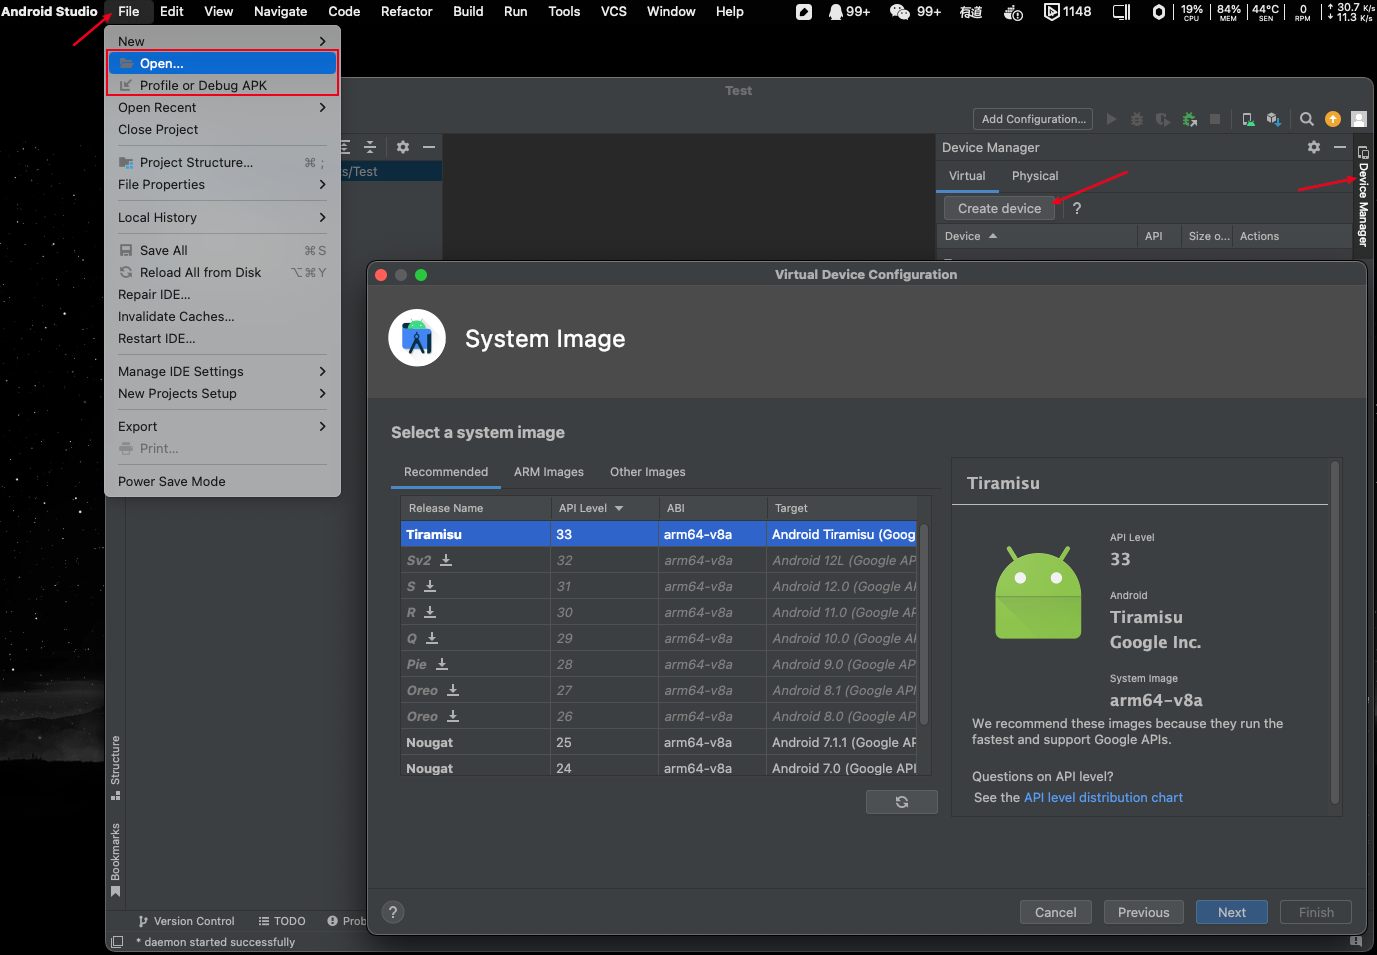 Android Studio File Edit View Navigate Code Refactor Build Run Tools VCS Window Help 99+ 99+ 有道 1148 19% CPU 84% MEM 44°C SEN 0 RPM ↑ 30.7 K/s ↓ 11.3 K/s
New
Open...
Profile or Debug APK
Open Recent
Close Project
Project Structure... ⌘ ;
File Properties
Local History
Save All ⌘ S
Reload All from Disk ⌥⌘Y
Repair IDE...
Invalidate Caches...
Restart IDE...
Manage IDE Settings
New Projects Setup
Export
Print...
Power Save Mode
Test
Add Configuration...
s/Test
Device Manager
Virtual Physical
Create device ?
Device API Size o... Actions
Device Manager
Virtual Device Configuration
System Image
Select a system image
Recommended ARM Images Other Images
Release Name API Level ABI Target
Tiramisu 33 arm64-v8a Android Tiramisu (Goog
Sv2 32 arm64-v8a Android 12L (Google AP
S 31 arm64-v8a Android 12.0 (Google AP
R 30 arm64-v8a Android 11.0 (Google AP
Q 29 arm64-v8a Android 10.0 (Google AP
Pie 28 arm64-v8a Android 9.0 (Google AP
Oreo 27 arm64-v8a Android 8.1 (Google API
Oreo 26 arm64-v8a Android 8.0 (Google AP
Nougat 25 arm64-v8a Android 7.1.1 (Google AP
Nougat 24 arm64-v8a Android 7.0 (Google API
Tiramisu
API Level
33
Android
Tiramisu
Google Inc.
System Image
arm64-v8a
We recommend these images because they run the
fastest and support Google APIs.
Questions on API level?
See the API level distribution chart
? Cancel Previous Next Finish
Structure
Bookmarks
Version Control TODO Prob
* daemon started successfully